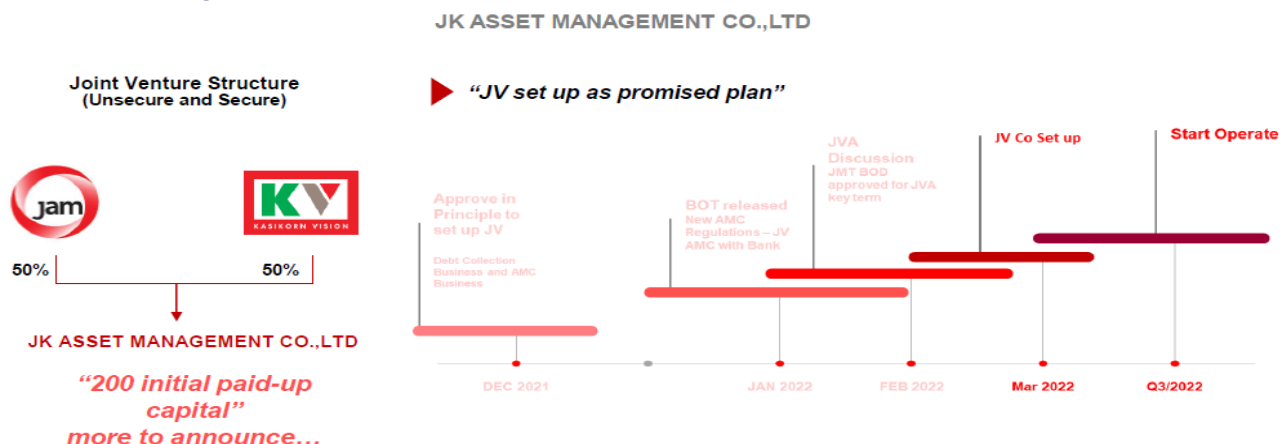 JK ASSET MANAGEMENT CO.,LTD
Joint Venture Structure
(Unsecure and Secure)
jam
KV
KASIKORN VISION
50%
50%
JK ASSET MANAGEMENT CO.,LTD
“200 initial paid-up
capital”
more to announce…
“JV set up as promised plan”
Approve in
Principle to
set up JV
Debt Collection
Business and AMC
Business
BOT released
New AMC
Regulations – JV
AMC with Bank
JVA
Discussion
JMT BOD
approved for JVA
key term
JV Co Set up
Start Operate
DEC 2021
JAN 2022
FEB 2022
Mar 2022
Q3/2022